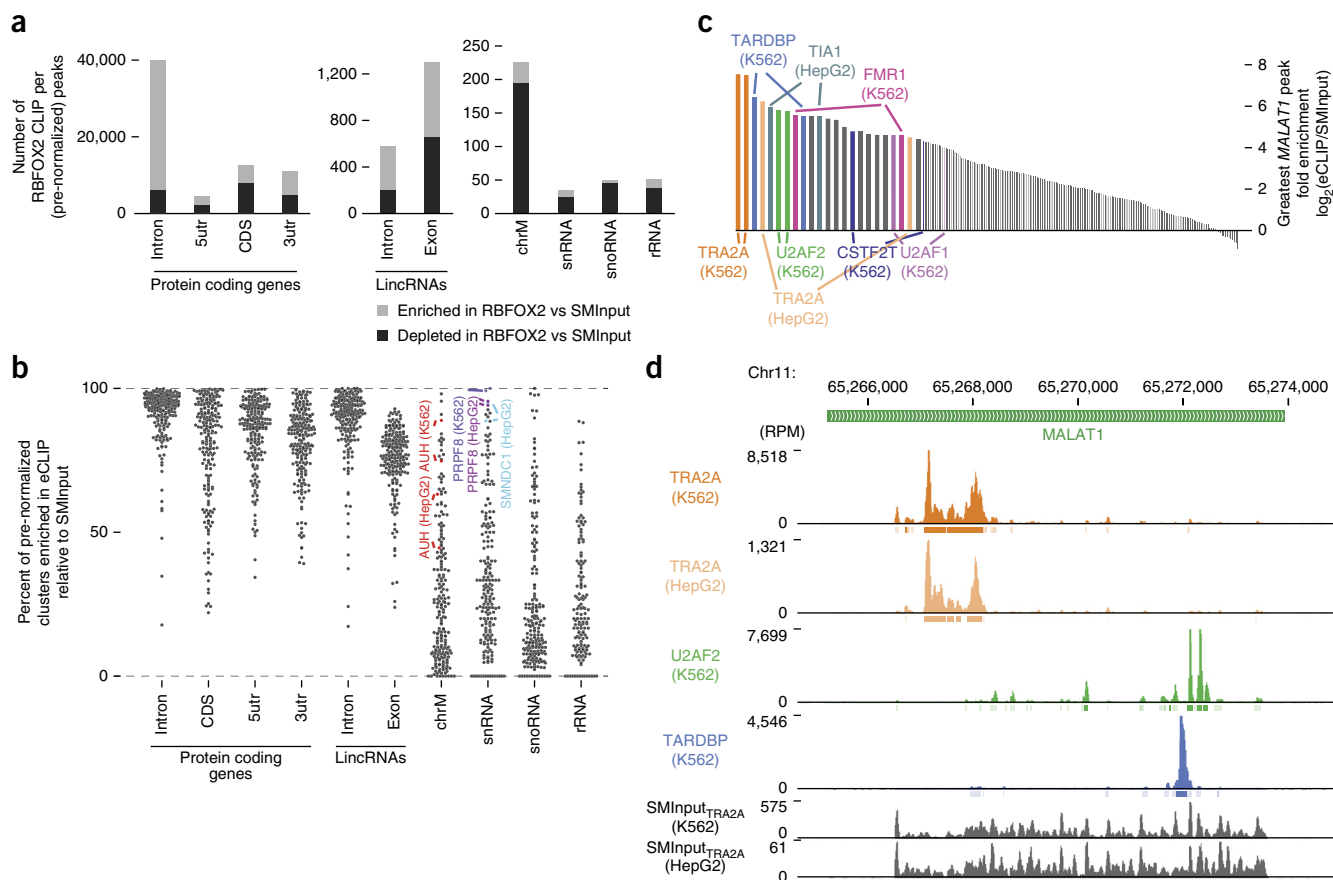 a
Number of
RBFOX2 CLIP per
(pre-normalized) peaks
40,000
20,000
0
Intron
5utr
CDS
3utr
Protein coding genes
1,200
800
400
0
Intron
Exon
LincRNAs
250
200
150
100
50
0
chrM
snRNA
snoRNA
rRNA
Enriched in RBFOX2 vs SMInput
Depleted in RBFOX2 vs SMInput
b
Percent of pre-normalized
clusters enriched in eCLIP
relative to SMInput
100
50
0
AUH (HepG2)
AUH (K562)
PRPF8 (K562)
PRPF8 (HepG2)
SMNDC1 (HepG2)
Intron
CDS
5utr
3utr
Protein coding
genes
Intron
Exon
LincRNAs
chrM
snRNA
snoRNA
rRNA
c
TARDBP
(K562)
TIA1
(HepG2)
FMR1
(K562)
TRA2A
(K562)
U2AF2
(K562)
CSTF2T
(K562)
U2AF1
(K562)
TRA2A
(HepG2)
8
6
4
2
0
Greatest MALAT1 peak
fold enrichment
log2(eCLIP/SMInput)
d
Chr11:
65,266,000
65,268,000
65,270,000
65,272,000
65,274,000
MALAT1
(RPM)
8,518
TRA2A
(K562)
0
1,321
TRA2A
(HepG2)
0
7,699
U2AF2
(K562)
0
4,546
TARDBP
(K562)
0
575
SMInputTRA2A
(K562)
0
61
SMInputTRA2A
(HepG2)
0